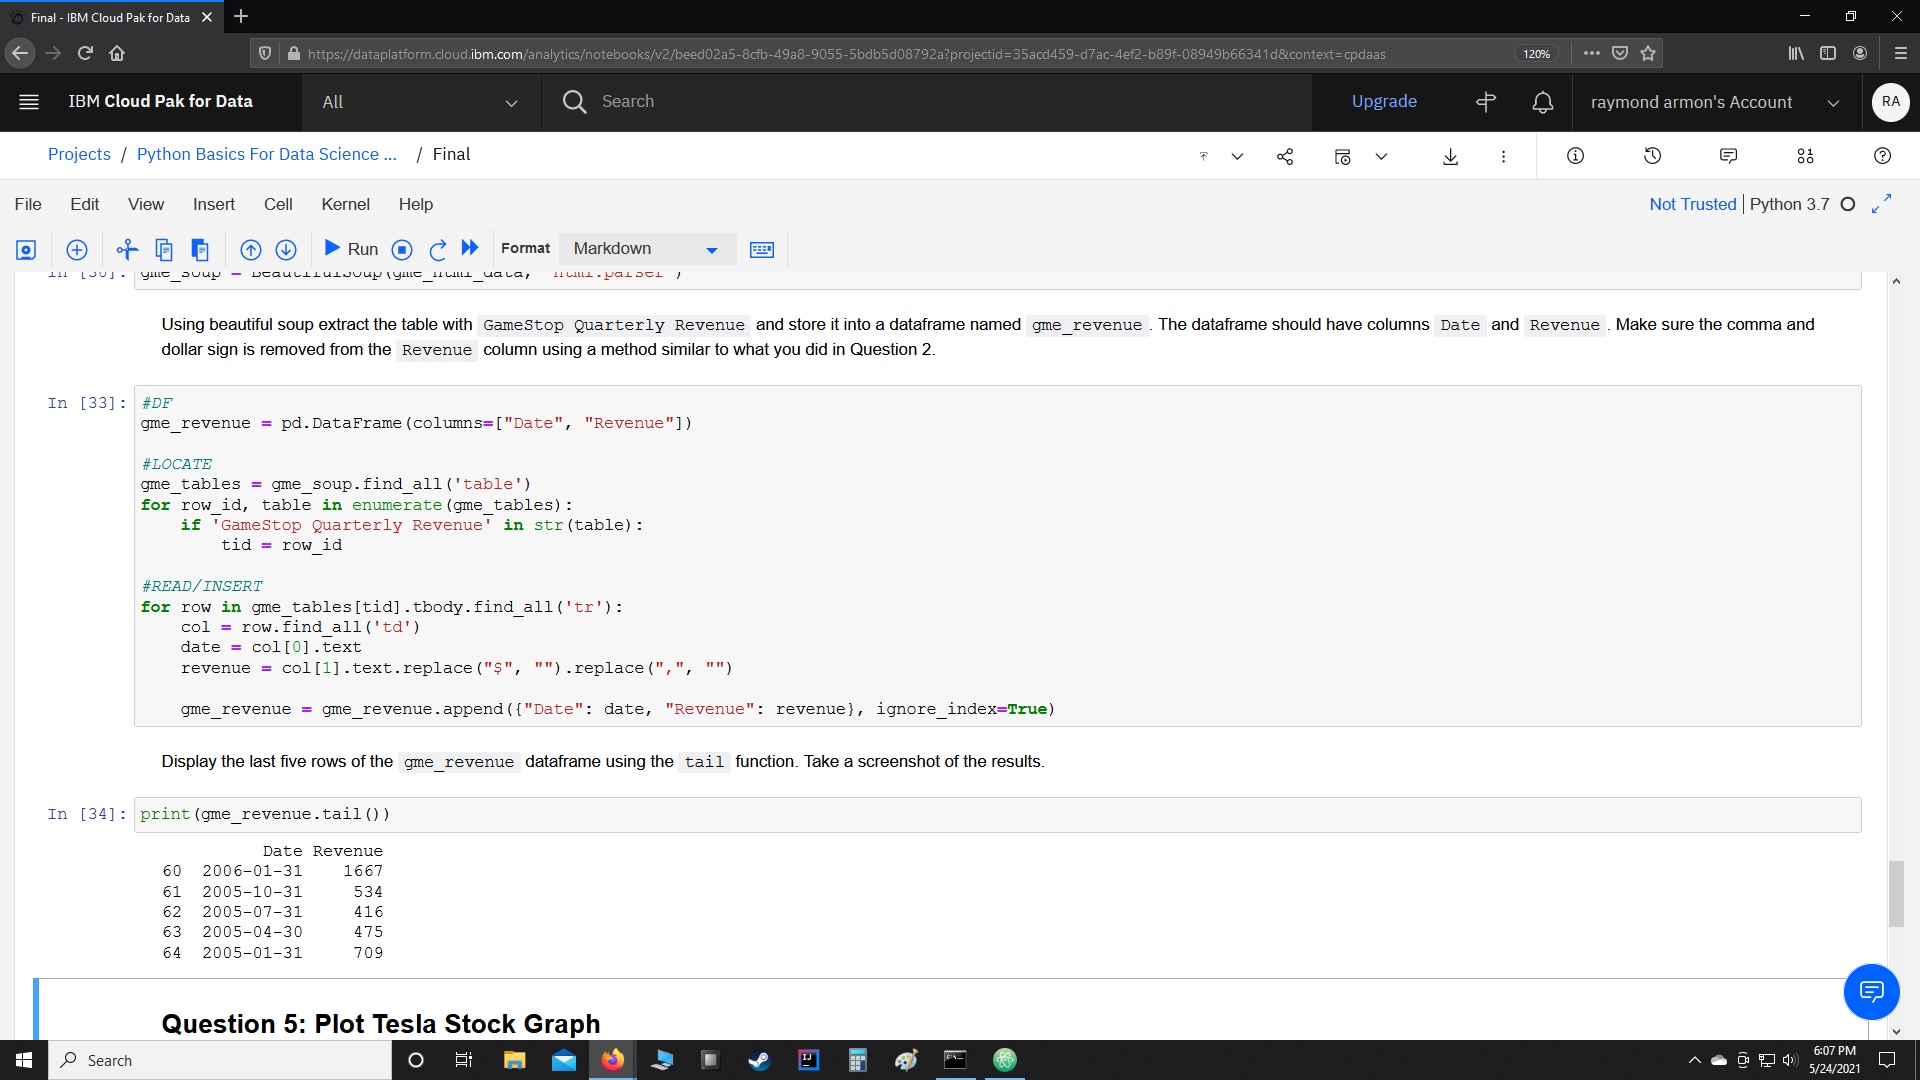 Final - IBM Cloud Pak for Data
https://dataplatform.cloud.ibm.com/analytics/notebooks/v2/beed02a5-8cfb-49a8-9055-5bdb5d08792a?projectid=35acd459-d7ac-4ef2-b89f-08949b66341d&context=cpdaas 120%
IBM Cloud Pak for Data All Search Upgrade raymond armon's Account RA
Projects / Python Basics For Data Science ... / Final
File Edit View Insert Cell Kernel Help Not Trusted | Python 3.7
Run Format Markdown
In [30]: gme_soup = BeautifulSoup(gme_html_data, 'html.parser')
Using beautiful soup extract the table with GameStop Quarterly Revenue and store it into a dataframe named gme_revenue . The dataframe should have columns Date and Revenue . Make sure the comma and
dollar sign is removed from the Revenue column using a method similar to what you did in Question 2.
In [33]: #DF
gme_revenue = pd.DataFrame(columns=["Date", "Revenue"])
#LOCATE
gme_tables = gme_soup.find_all('table')
for row_id, table in enumerate(gme_tables):
    if 'GameStop Quarterly Revenue' in str(table):
        tid = row_id
#READ/INSERT
for row in gme_tables[tid].tbody.find_all('tr'):
    col = row.find_all('td')
    date = col[0].text
    revenue = col[1].text.replace("$", "").replace(",", "")
    gme_revenue = gme_revenue.append({"Date": date, "Revenue": revenue}, ignore_index=True)
Display the last five rows of the gme_revenue dataframe using the tail function. Take a screenshot of the results.
In [34]: print(gme_revenue.tail())
Date Revenue
60 2006-01-31 1667
61 2005-10-31 534
62 2005-07-31 416
63 2005-04-30 475
64 2005-01-31 709
Question 5: Plot Tesla Stock Graph
Search
6:07 PM
5/24/2021